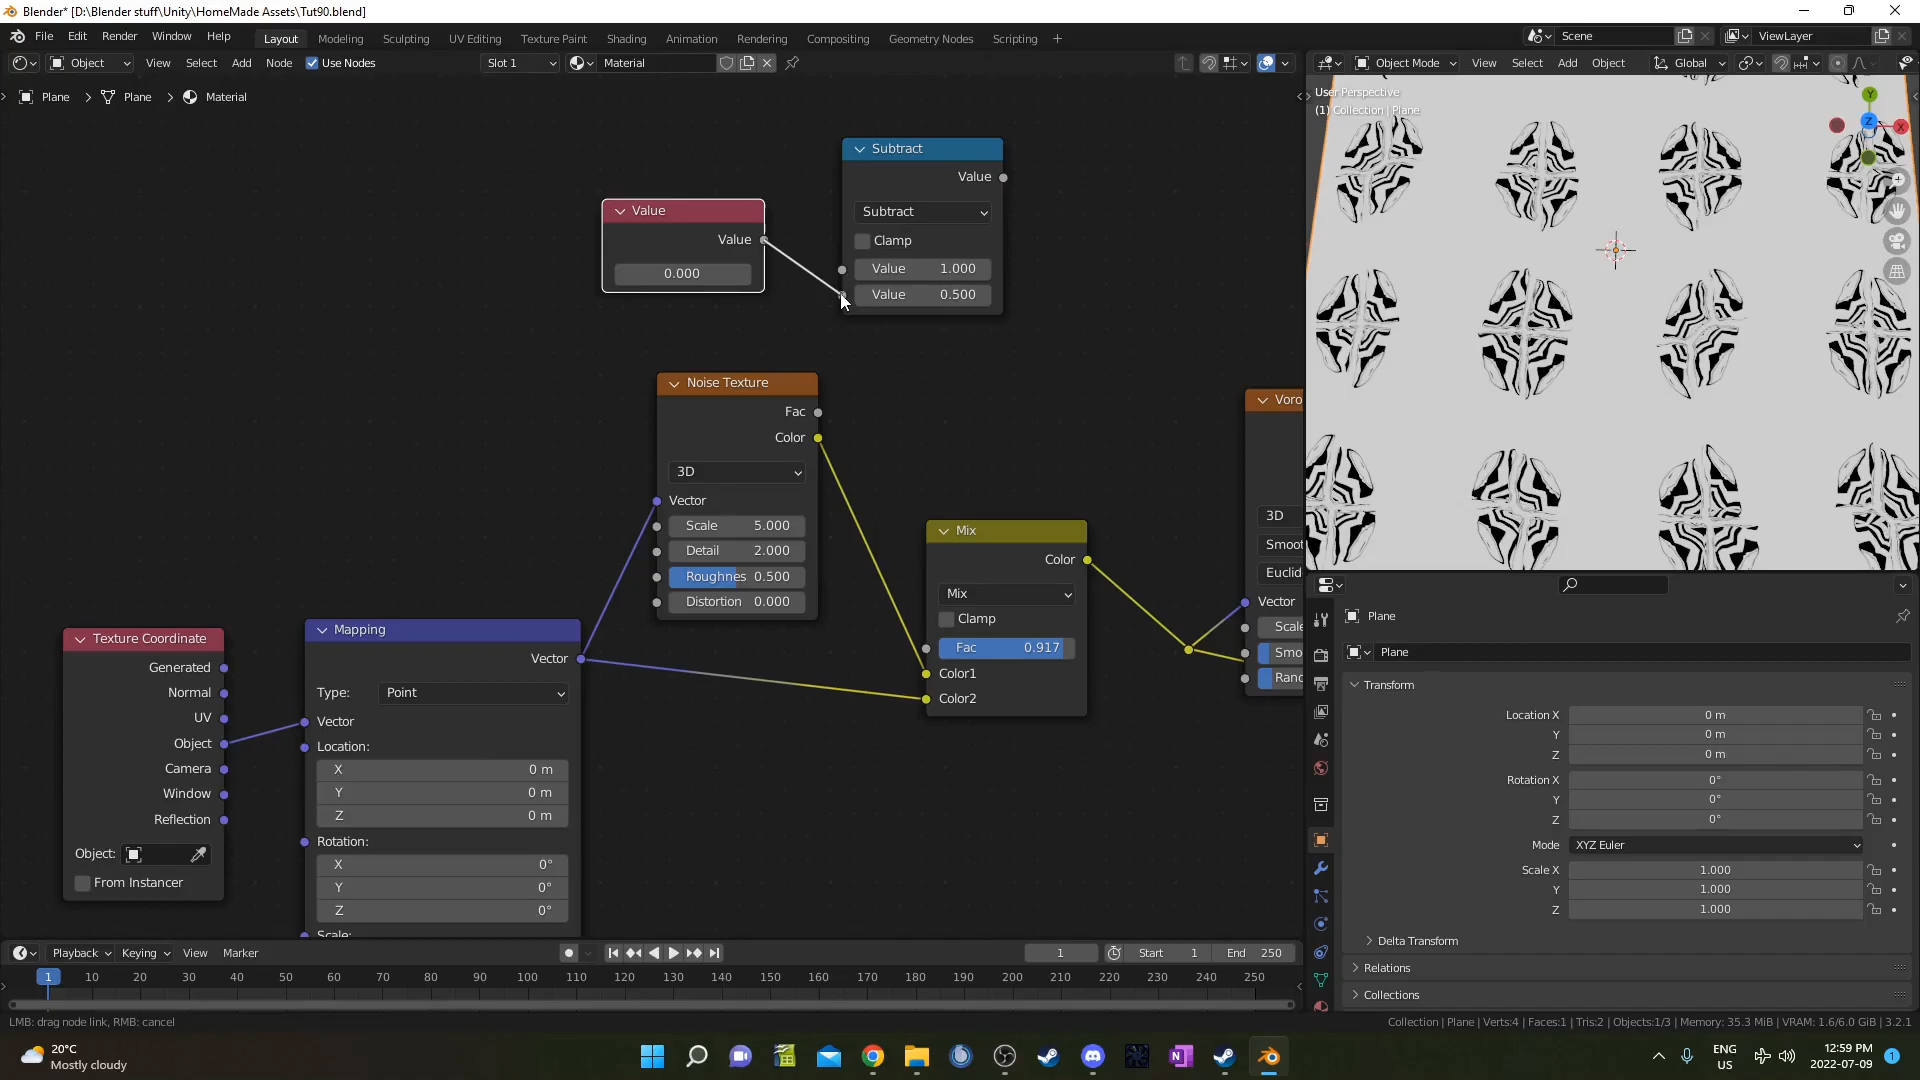 Blender* [D:\Blender stuff\Unity\HomeMade Assets\Tut90.blend]
File Edit Render Window Help Layout Modeling Sculpting UV Editing Texture Paint Shading Animation Rendering Compositing Geometry Nodes Scripting + Scene ViewLayer
Object View Select Add Node Use Nodes Slot 1 Material
Object Mode View Select Add Object Global
Plane > Plane > Material
User Perspective
(1) Collection | Plane
Y
Z
X
Subtract
Value
Subtract
Clamp
Value 1.000
Value 0.500
Value
Value
0.000
Noise Texture
Fac
Color
3D
Vector
Scale 5.000
Detail 2.000
Roughnes 0.500
Distortion 0.000
Mix
Color
Mix
Clamp
Fac 0.917
Color1
Color2
Voro
3D
Smoot
Euclid
Vector
Scale
Smo
Ranc
Texture Coordinate
Generated
Normal
UV
Object
Camera
Window
Reflection
Object:
From Instancer
Mapping
Vector
Type: Point
Vector
Location:
X 0 m
Y 0 m
Z 0 m
Rotation:
X 0°
Y 0°
Z 0°
Scale:
Plane
Plane
Transform
Location X 0 m
Y 0 m
Z 0 m
Rotation X 0°
Y 0°
Z 0°
Mode XYZ Euler
Scale X 1.000
Y 1.000
Z 1.000
Delta Transform
Relations
Collections
Playback Keying View Marker 1 Start 1 End 250
1 10 20 30 40 50 60 70 80 90 100 110 120 130 140 150 160 170 180 190 200 210 220 230 240 250
LMB: drag node link, RMB: cancel
Collection | Plane | Verts:4 | Faces:1 | Tris:2 | Objects:1/3 | Memory: 35.3 MiB | VRAM: 1.6/6.0 GiB | 3.2.1
20°C
Mostly cloudy
ENG
US
12:59 PM
2022-07-09
1